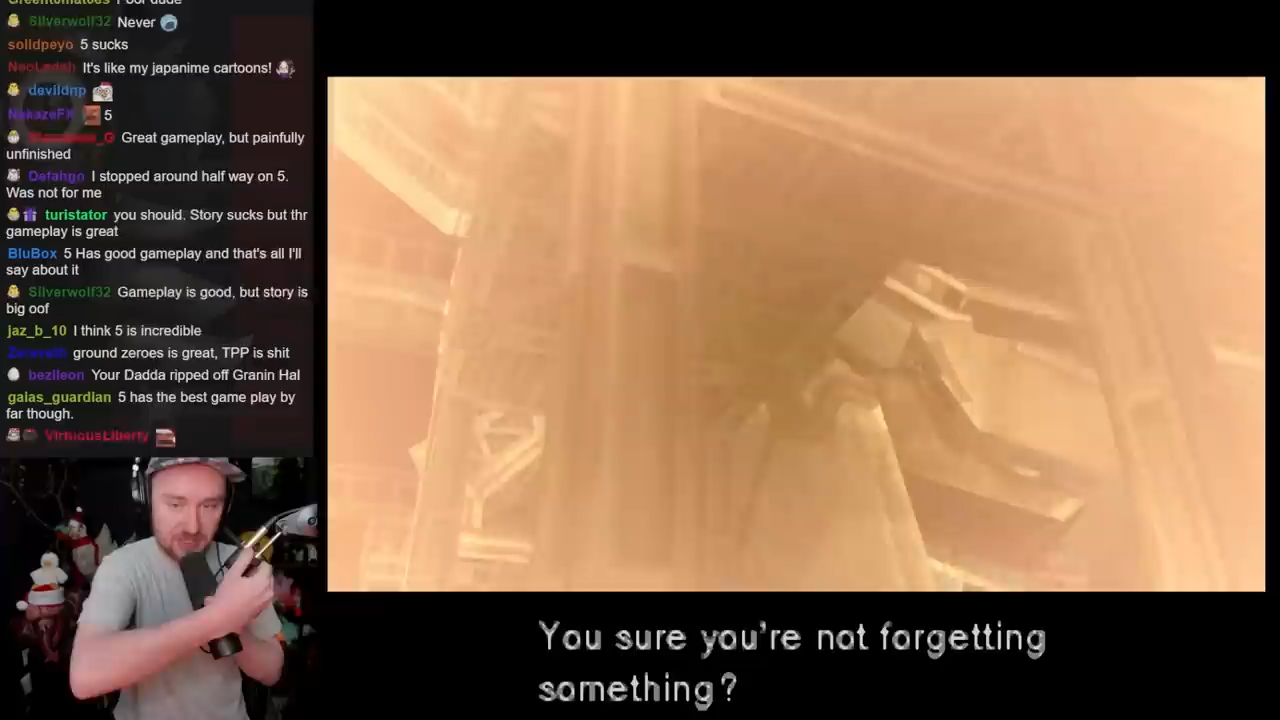 Silverwolf32 Never
solidpeyo 5 sucks
NeoLedah It's like my japanime cartoons!
devildnp
NakazeFX 5
Great gameplay, but painfully
unfinished
Defahgo I stopped around half way on 5.
Was not for me
turistator you should. Story sucks but thr
gameplay is great
BluBox 5 Has good gameplay and that's all I'll
say about it
Silverwolf32 Gameplay is good, but story is
big oof
jaz_b_10 I think 5 is incredible
ground zeroes is great, TPP is shit
bezileon Your Dadda ripped off Granin Hal
gaias_guardian 5 has the best game play by
far though.
You sure you're not forgetting
something?